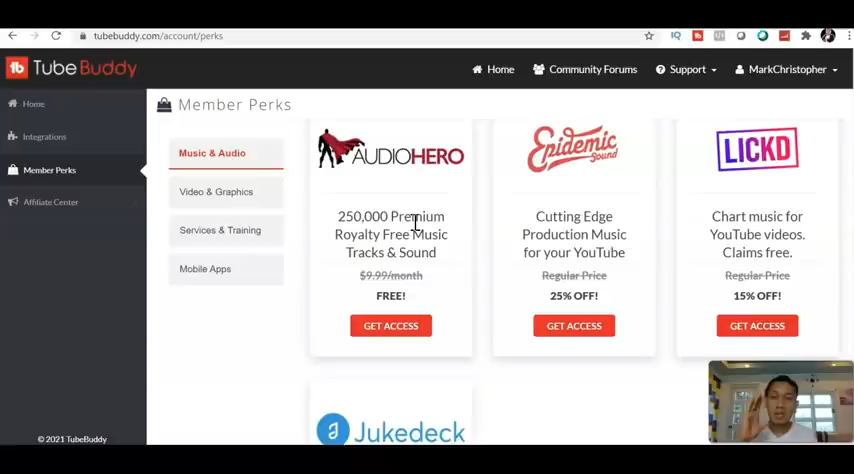 tubebuddy.com/account/perks
TubeBuddy
Home
Community Forums
Support
MarkChristopher
Home
Integrations
Member Perks
Affiliate Center
© 2021 TubeBuddy
Member Perks
Music & Audio
Video & Graphics
Services & Training
Mobile Apps
AUDIOHERO
250,000 Premium
Royalty Free Music
Tracks & Sound
$9.99/month
FREE!
GET ACCESS
Epidemic
Sound
Cutting Edge
Production Music
for your YouTube
Regular Price
25% OFF!
GET ACCESS
LICKD
Chart music for
YouTube videos.
Claims free.
Regular Price
15% OFF!
GET ACCESS
Jukedeck